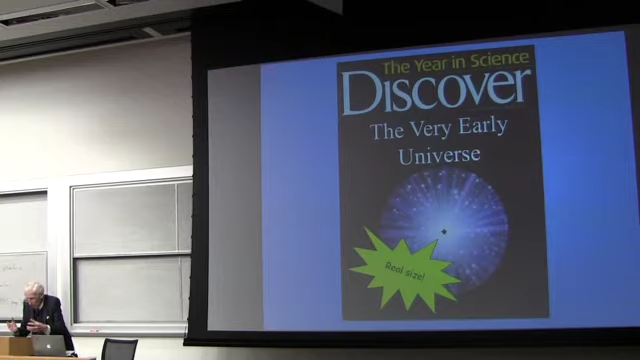 The Year in Science
Discover
The Very Early
Universe
Real size!